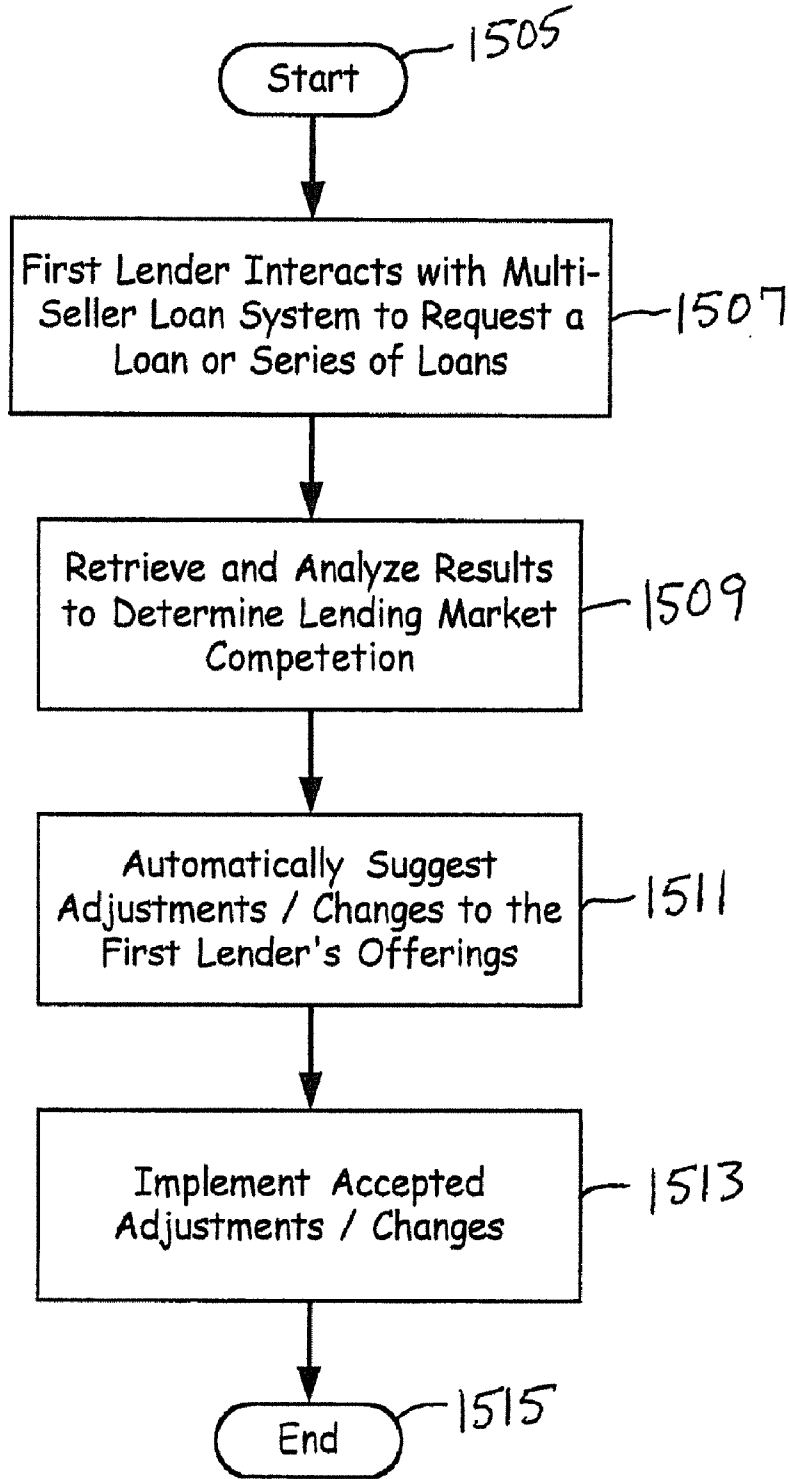 Start
1505
First Lender Interacts with Multi-
Seller Loan System to Request a
Loan or Series of Loans
1507
Retrieve and Analyze Results
to Determine Lending Market
Competetion
1509
Automatically Suggest
Adjustments / Changes to the
First Lender's Offerings
1511
Implement Accepted
Adjustments / Changes
1513
End
1515